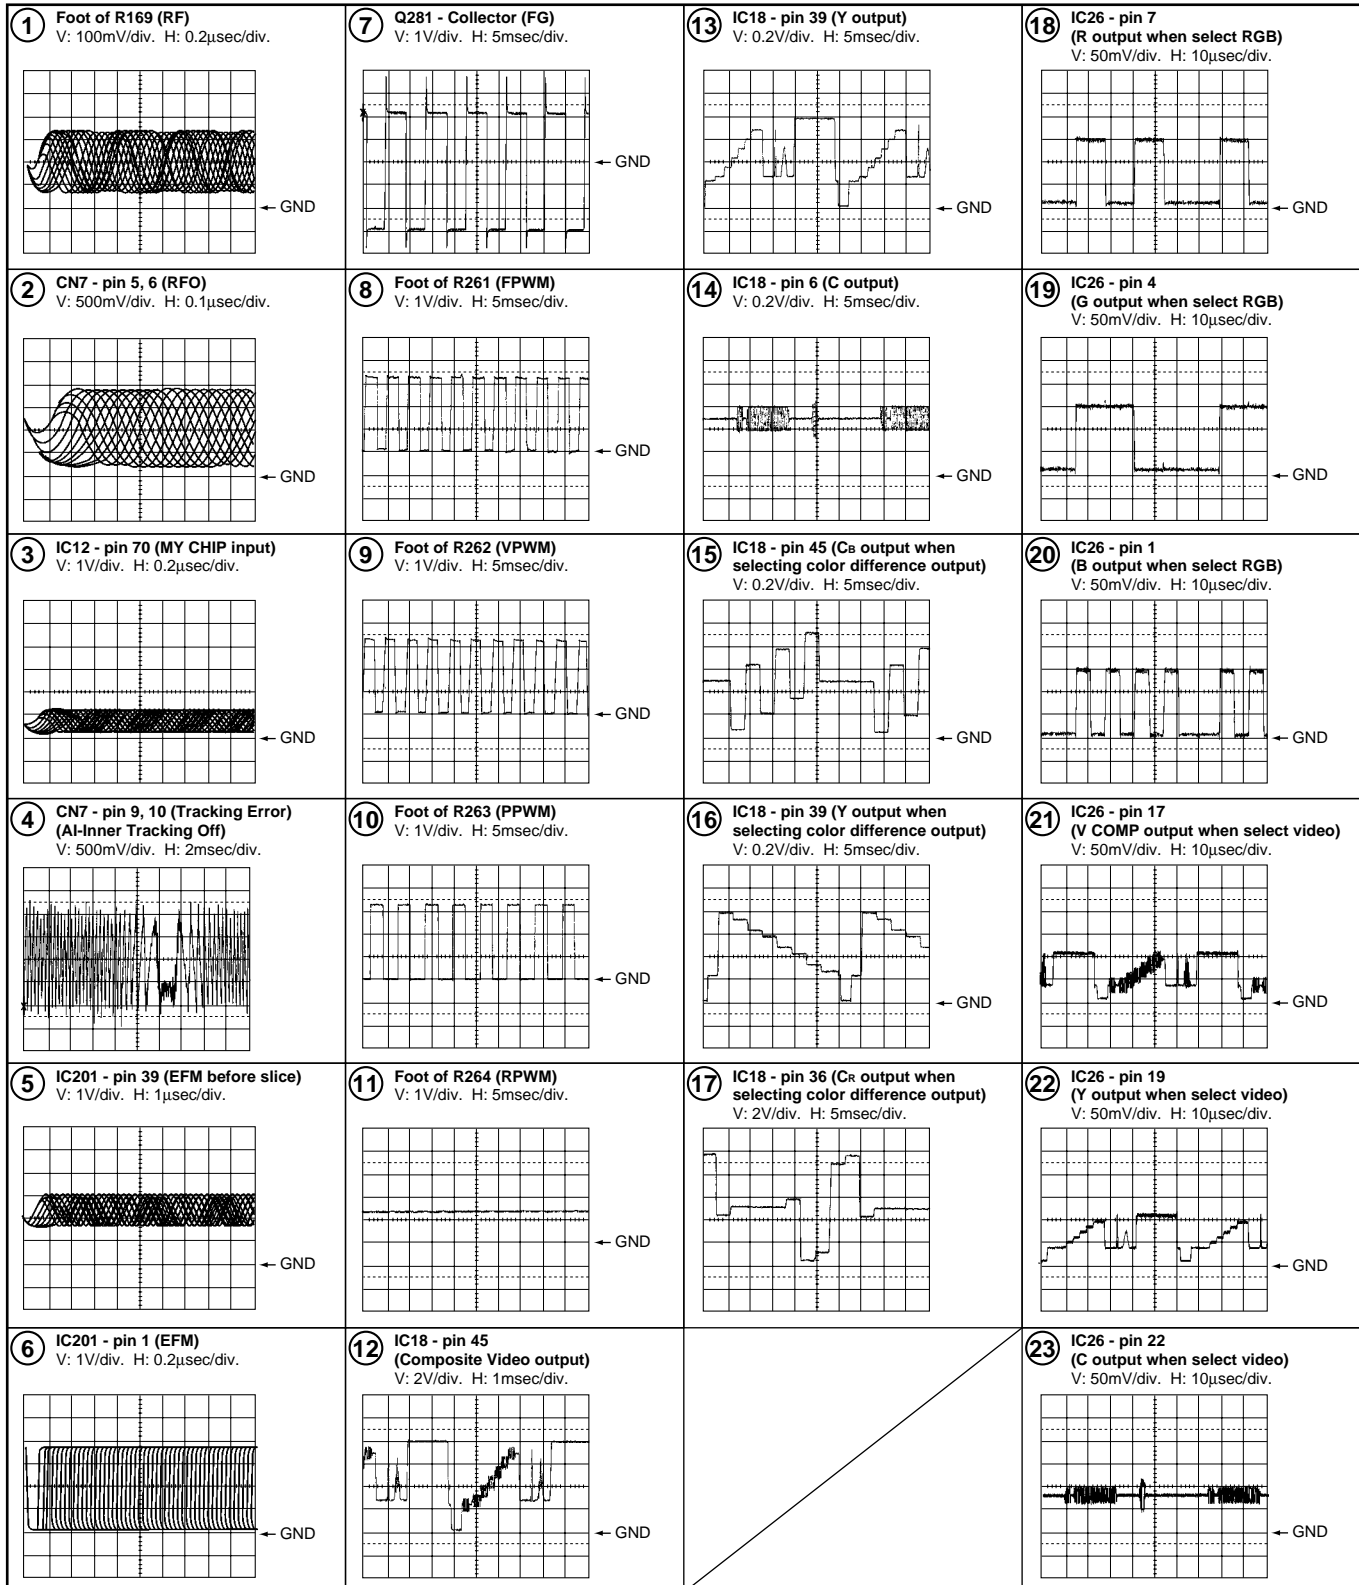 1 Foot of R169 (RF)
V: 100mV/div. H: 0.2µsec/div.
← GND
2 CN7 - pin 5, 6 (RFO)
V: 500mV/div. H: 0.1µsec/div.
← GND
3 IC12 - pin 70 (MY CHIP input)
V: 1V/div. H: 0.2µsec/div.
← GND
4 CN7 - pin 9, 10 (Tracking Error)
(AI-Inner Tracking Off)
V: 500mV/div. H: 2msec/div.
5 IC201 - pin 39 (EFM before slice)
V: 1V/div. H: 1µsec/div.
← GND
6 IC201 - pin 1 (EFM)
V: 1V/div. H: 0.2µsec/div.
← GND
7 Q281 - Collector (FG)
V: 1V/div. H: 5msec/div.
← GND
8 Foot of R261 (FPWM)
V: 1V/div. H: 5msec/div.
← GND
9 Foot of R262 (VPWM)
V: 1V/div. H: 5msec/div.
← GND
10 Foot of R263 (PPWM)
V: 1V/div. H: 5msec/div.
← GND
11 Foot of R264 (RPWM)
V: 1V/div. H: 5msec/div.
← GND
12 IC18 - pin 45
(Composite Video output)
V: 2V/div. H: 1msec/div.
← GND
13 IC18 - pin 39 (Y output)
V: 0.2V/div. H: 5msec/div.
← GND
14 IC18 - pin 6 (C output)
V: 0.2V/div. H: 5msec/div.
← GND
15 IC18 - pin 45 (CB output when
selecting color difference output)
V: 0.2V/div. H: 5msec/div.
← GND
16 IC18 - pin 39 (Y output when
selecting color difference output)
V: 0.2V/div. H: 5msec/div.
← GND
17 IC18 - pin 36 (CR output when
selecting color difference output)
V: 2V/div. H: 5msec/div.
← GND
18 IC26 - pin 7
(R output when select RGB)
V: 50mV/div. H: 10µsec/div.
← GND
19 IC26 - pin 4
(G output when select RGB)
V: 50mV/div. H: 10µsec/div.
← GND
20 IC26 - pin 1
(B output when select RGB)
V: 50mV/div. H: 10µsec/div.
← GND
21 IC26 - pin 17
(V COMP output when select video)
V: 50mV/div. H: 10µsec/div.
← GND
22 IC26 - pin 19
(Y output when select video)
V: 50mV/div. H: 10µsec/div.
← GND
23 IC26 - pin 22
(C output when select video)
V: 50mV/div. H: 10µsec/div.
← GND